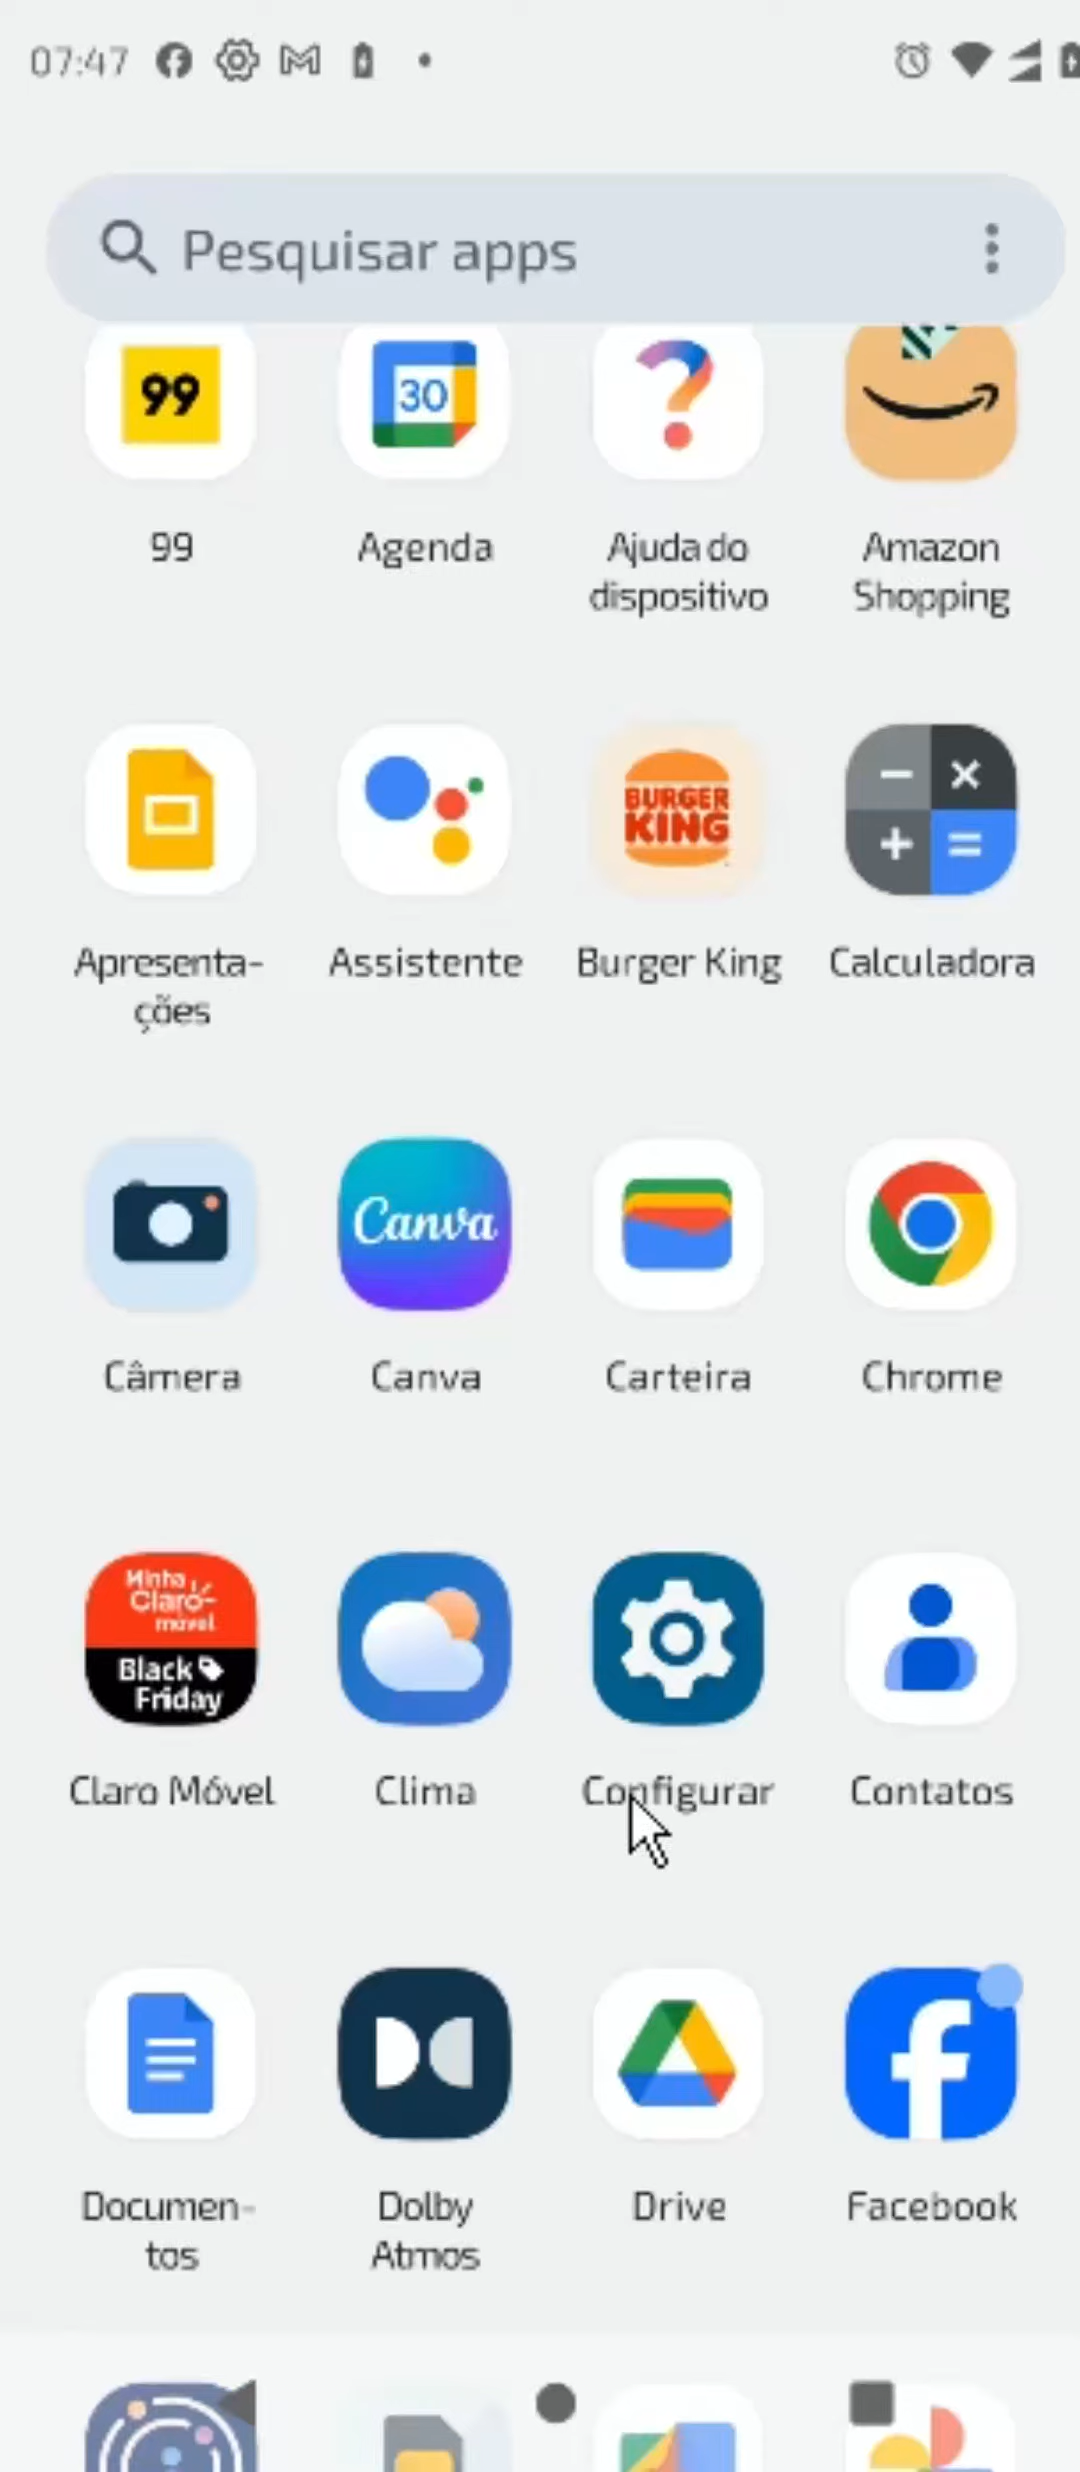 07:47
Pesquisar apps
99
30
99
Agenda
Ajuda do
dispositivo
Amazon
Shopping
BURGER
KING
Apresenta-
ções
Assistente
Burger King
Calculadora
Canva
Câmera
Canva
Carteira
Chrome
Minha
Claro
movel
Black
Friday
Claro Móvel
Clima
Configurar
Contatos
Documen-
tos
Dolby
Atmos
Drive
Facebook